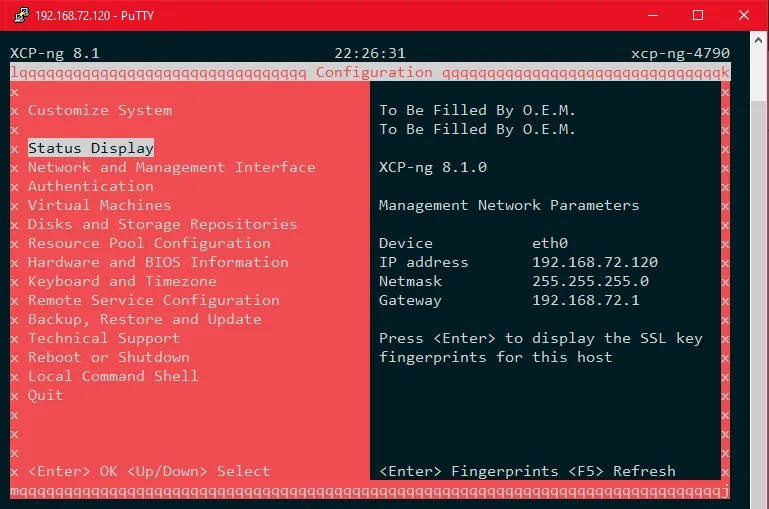 192.168.72.120 - PuTTY
XCP-ng 8.1 22:26:31 xcp-ng-4790
lqqqqqqqqqqqqqqqqqqqqqqqqqqqqqqqq Configuration qqqqqqqqqqqqqqqqqqqqqqqqqqqqqqqk
x x
x Customize System To Be Filled By O.E.M. x
x To Be Filled By O.E.M. x
x Status Display x
x Network and Management Interface XCP-ng 8.1.0 x
x Authentication x
x Virtual Machines Management Network Parameters x
x Disks and Storage Repositories x
x Resource Pool Configuration Device eth0 x
x Hardware and BIOS Information IP address 192.168.72.120 x
x Keyboard and Timezone Netmask 255.255.255.0 x
x Remote Service Configuration Gateway 192.168.72.1 x
x Backup, Restore and Update x
x Technical Support Press <Enter> to display the SSL key x
x Reboot or Shutdown fingerprints for this host x
x Local Command Shell x
x Quit x
x x
x x
x x
x <Enter> OK <Up/Down> Select <Enter> Fingerprints <F5> Refresh x
mqqqqqqqqqqqqqqqqqqqqqqqqqqqqqqqqqqqqqqqqqqqqqqqqqqqqqqqqqqqqqqqqqqqqqqqqqqqqqqj